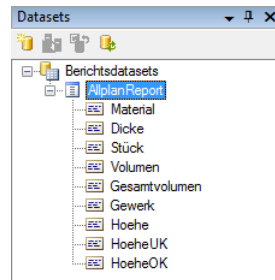 Datasets
Berichtsdatasets
AllplanReport
Material
Dicke
Stück
Volumen
Gesamtvolumen
Gewerk
Hoehe
HoeheUK
HoeheOK